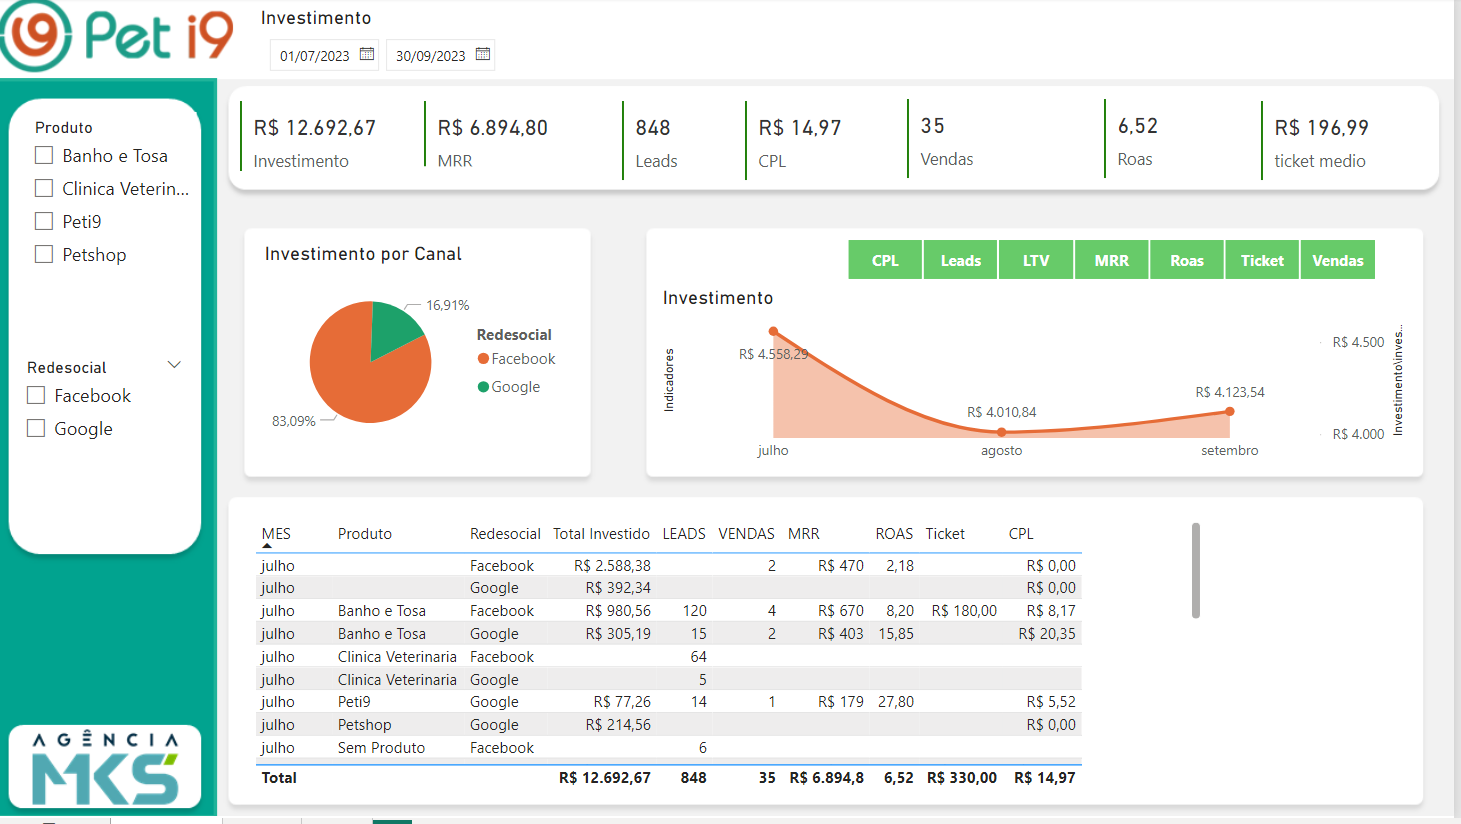 Pet i9
Investimento
01/07/2023 30/09/2023
Produto
Banho e Tosa
Clinica Veterin...
Peti9
Petshop
Redesocial
Facebook
Google
AGÊNCIA
MKS
R$ 12.692,67
Investimento
R$ 6.894,80
MRR
848
Leads
R$ 14,97
CPL
35
Vendas
6,52
Roas
R$ 196,99
ticket medio
Investimento por Canal
16,91%
83,09%
Redesocial
Facebook
Google
CPL Leads LTV MRR Roas Ticket Vendas
Investimento
Indicadores
R$ 4.558,29
R$ 4.010,84
R$ 4.123,54
julho agosto setembro
R$ 4.500
R$ 4.000
Investimento\inves...
MES Produto Redesocial Total Investido LEADS VENDAS MRR ROAS Ticket CPL
julho Facebook R$ 2.588,38 2 R$ 470 2,18 R$ 0,00
julho Google R$ 392,34 R$ 0,00
julho Banho e Tosa Facebook R$ 980,56 120 4 R$ 670 8,20 R$ 180,00 R$ 8,17
julho Banho e Tosa Google R$ 305,19 15 2 R$ 403 15,85 R$ 20,35
julho Clinica Veterinaria Facebook 64
julho Clinica Veterinaria Google 5
julho Peti9 Google R$ 77,26 14 1 R$ 179 27,80 R$ 5,52
julho Petshop Google R$ 214,56 R$ 0,00
julho Sem Produto Facebook 6
Total R$ 12.692,67 848 35 R$ 6.894,8 6,52 R$ 330,00 R$ 14,97